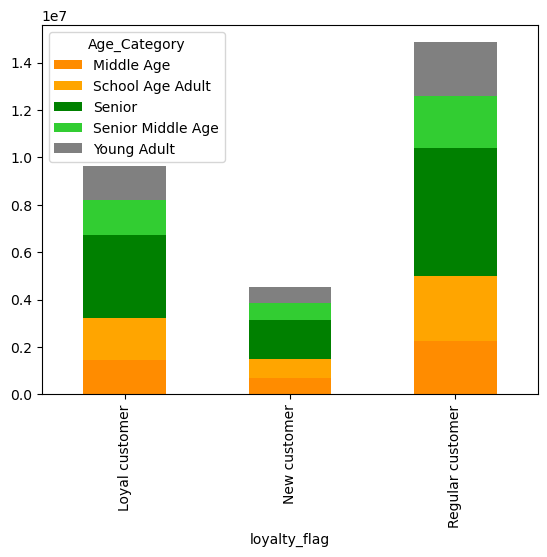 1e7
Age_Category
Middle Age
School Age Adult
Senior
Senior Middle Age
Young Adult
1.4
1.2
1.0
0.8
0.6
0.4
0.2
0.0
Loyal customer
New customer
Regular customer
loyalty_flag